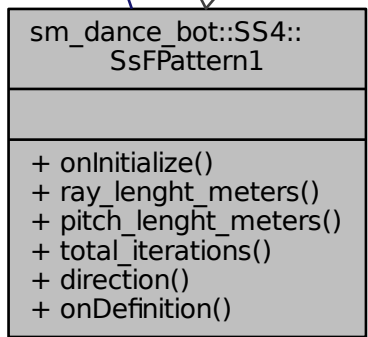 sm_dance_bot::SS4::
SsFPattern1
+ onInitialize()
+ ray_lenght_meters()
+ pitch_lenght_meters()
+ total_iterations()
+ direction()
+ onDefinition()